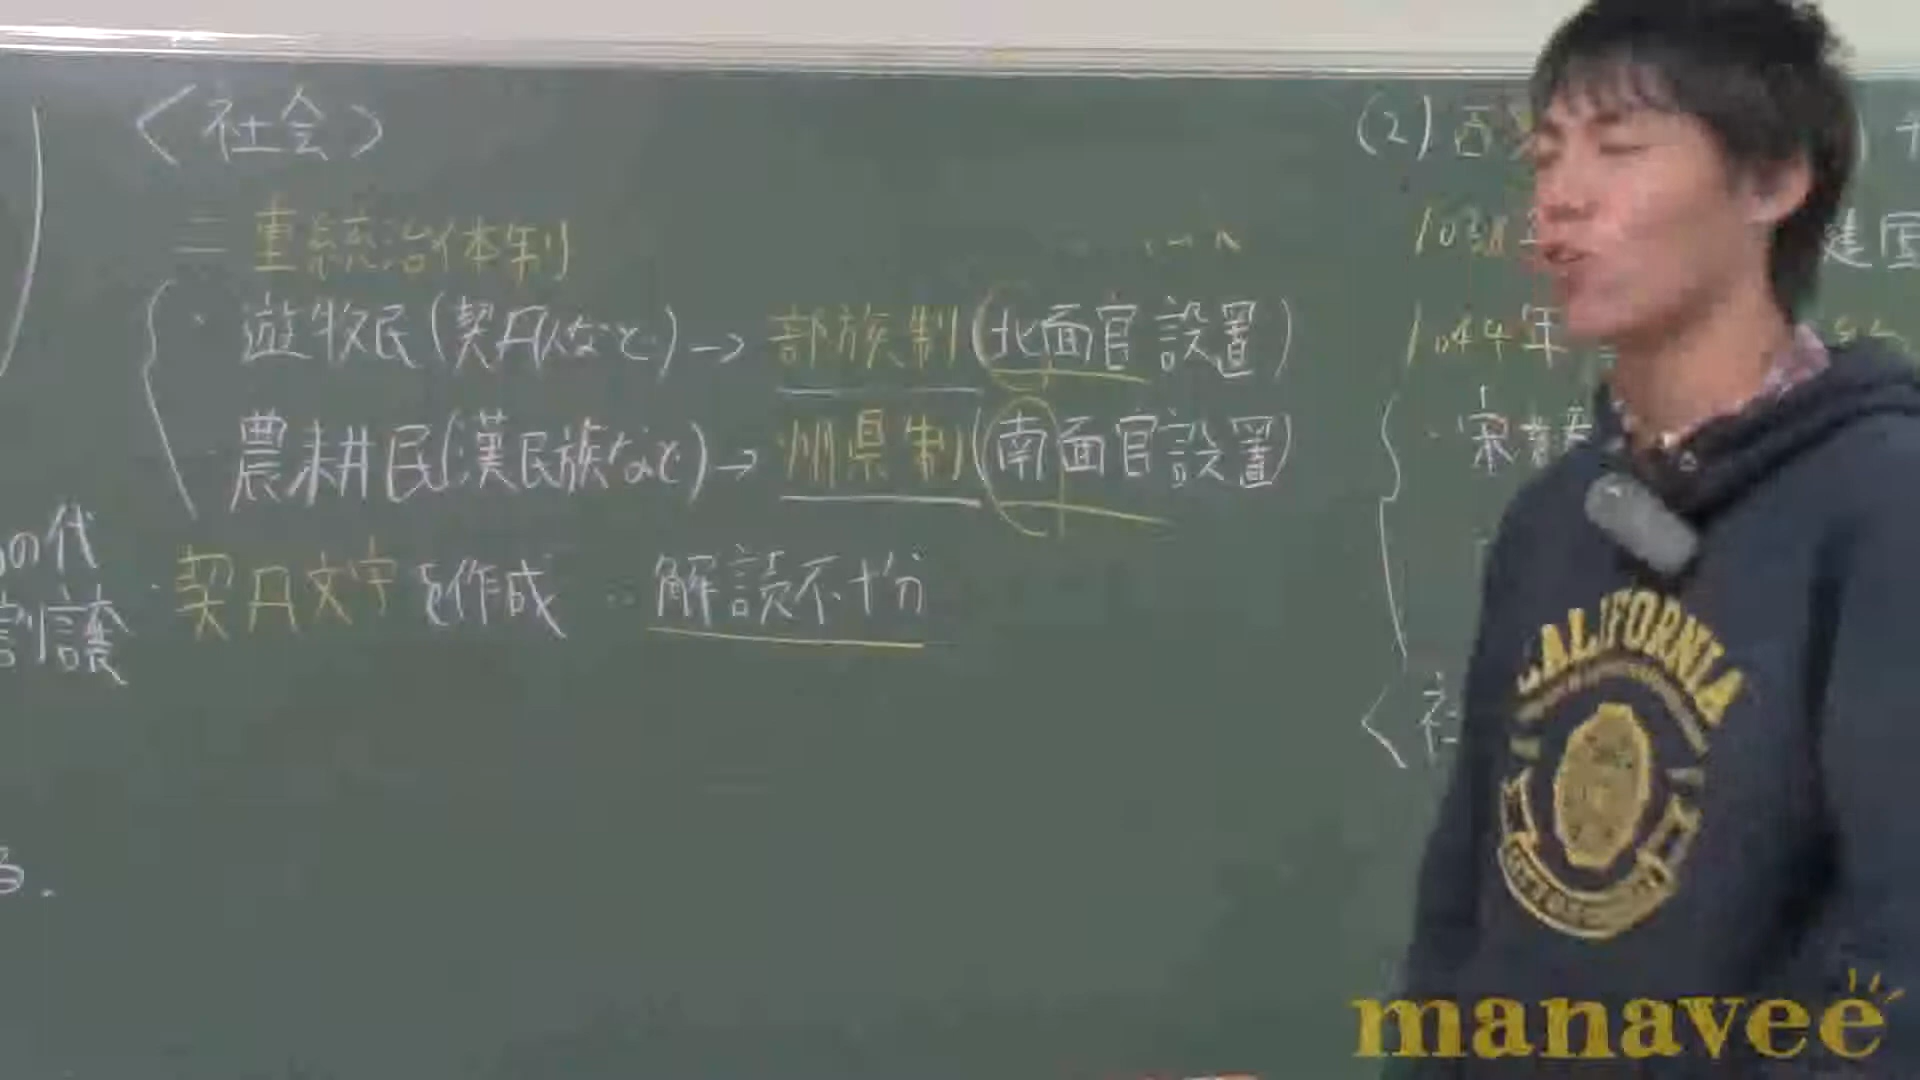 <社会>
二重統治体制
・遊牧民(契丹人など)→部族制(北面官設置)
・農耕民(漢民族など)→州県制(南面官設置)
・契丹文字を作成 … 解読不十分
の代
割譲
る.
(2)西
1038年
建国
1044年
・宋
<社
CALIFORNIA
manavee